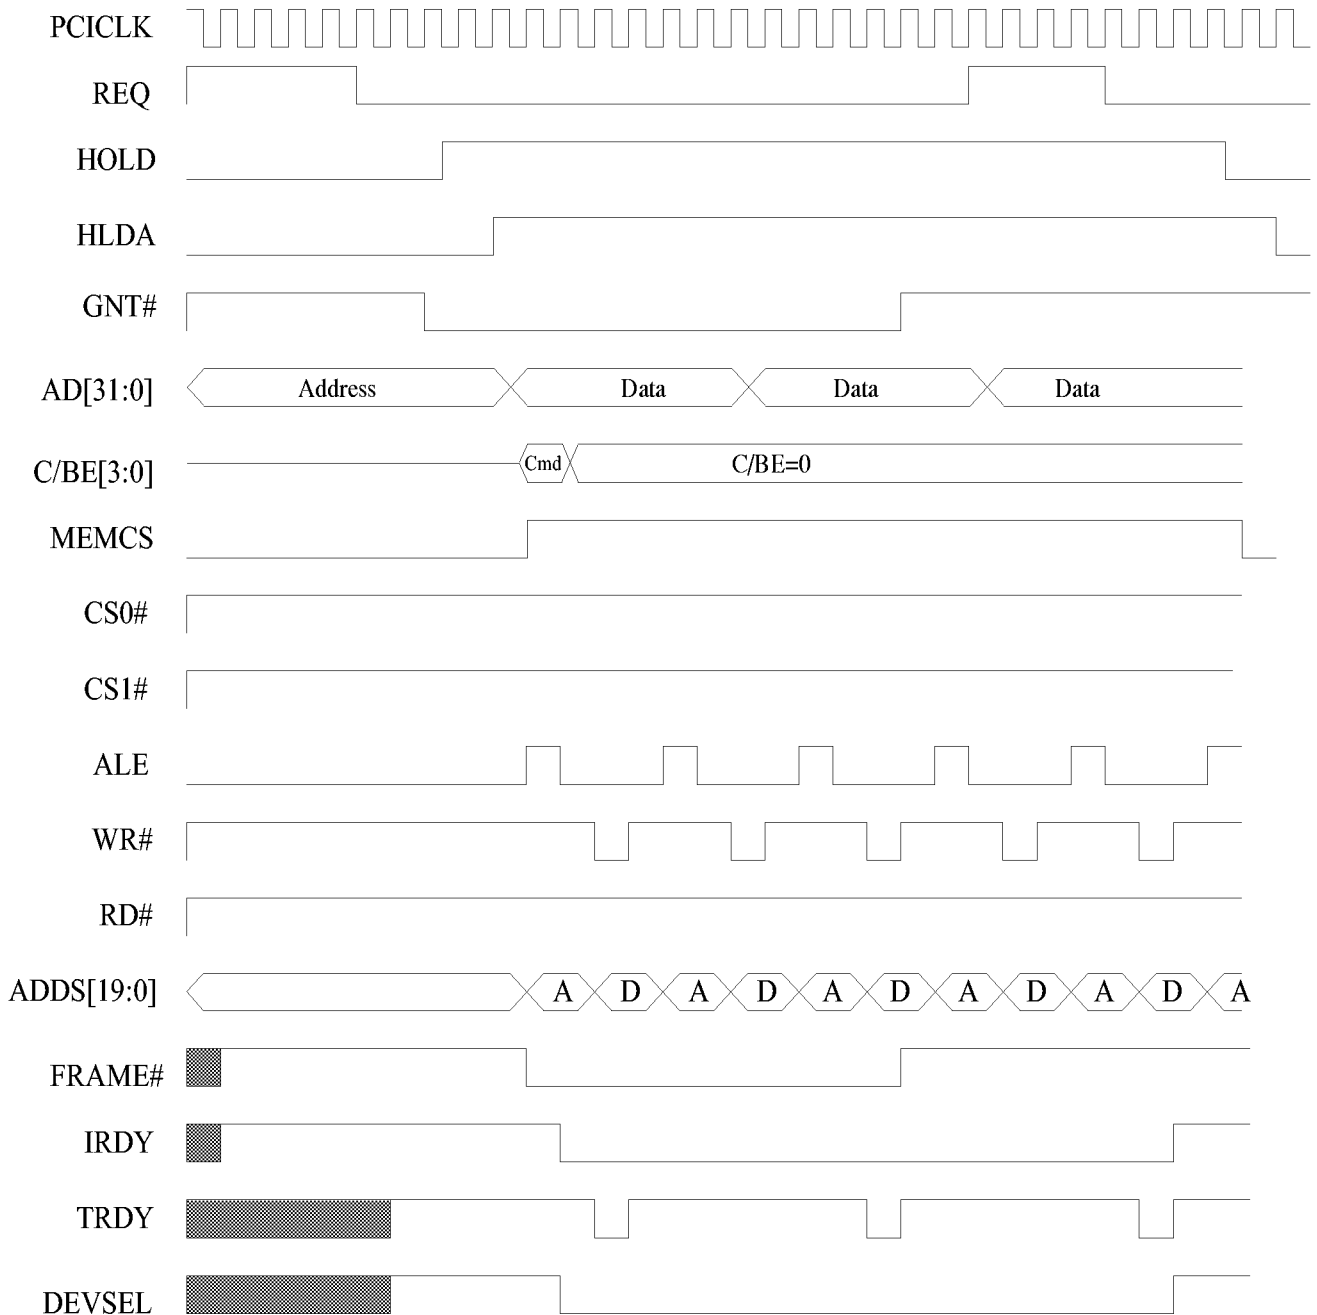 PCICLK
REQ
HOLD
HLDA
GNT#
AD[31:0] Address Data Data Data
C/BE[3:0] Cmd C/BE=0
MEMCS
CS0#
CS1#
ALE
WR#
RD#
ADDS[19:0] A D A D A D A D A D A
FRAME#
IRDY
TRDY
DEVSEL